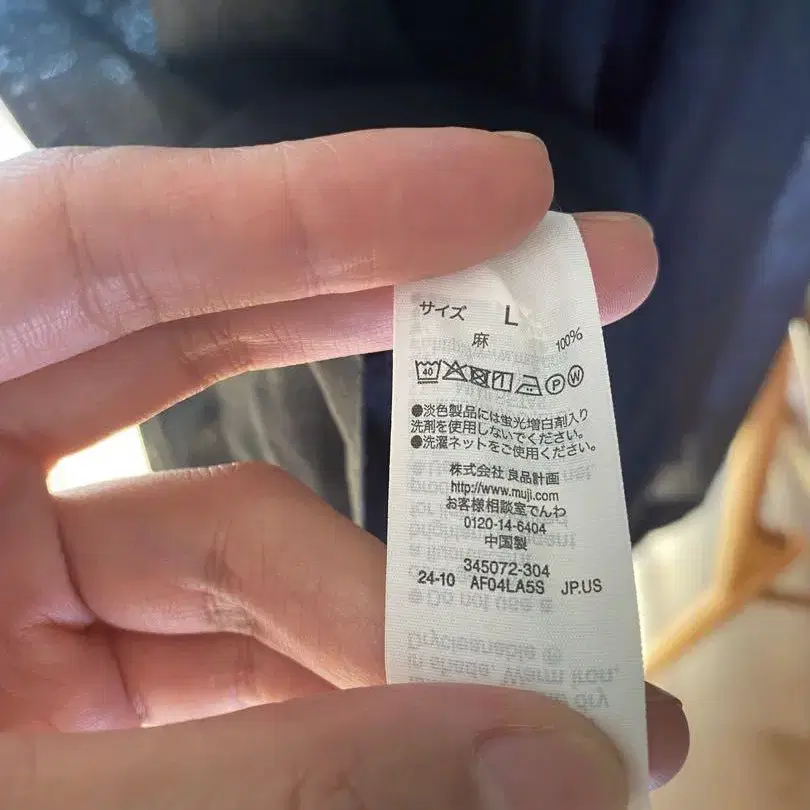 サイズ L
麻 100%
40 P W
●淡色製品には蛍光増白剤入り
洗剤を使用しないでください。
●洗濯ネットをご使用ください。
株式会社 良品計画
http://www.muji.com
お客様相談室でんわ
0120-14-6404
中国製
345072-304
24-10 AF04LA5S JP.US